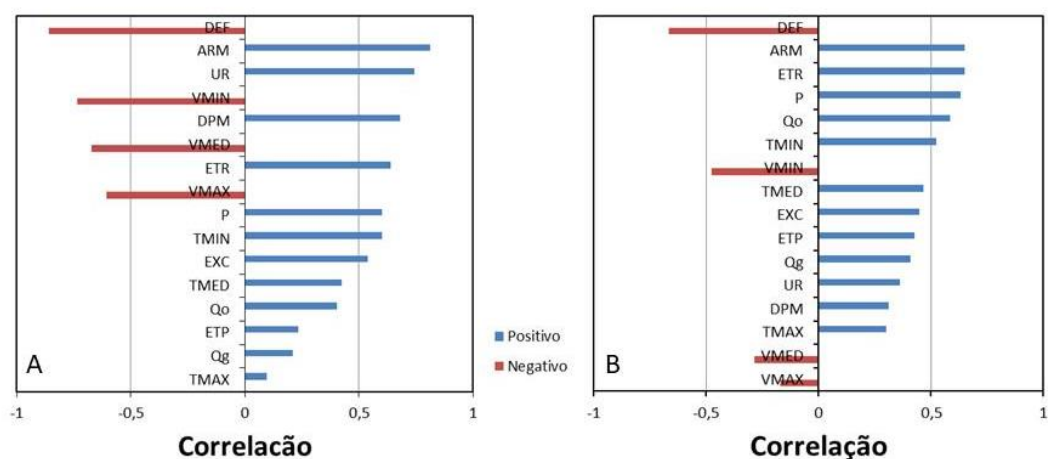 DEF
ARM
UR
VMIN
DPM
VMED
ETR
VMAX
P
TMIN
EXC
TMED
Qo
ETP
Qg
TMAX
A
-1 -0,5 0 0,5 1
Correlacão
Positivo
Negativo
DEF
ARM
ETR
P
Qo
TMIN
VMIN
TMED
EXC
ETP
Qg
UR
DPM
TMAX
VMED
VMAX
B
-1 -0,5 0 0,5 1
Correlação